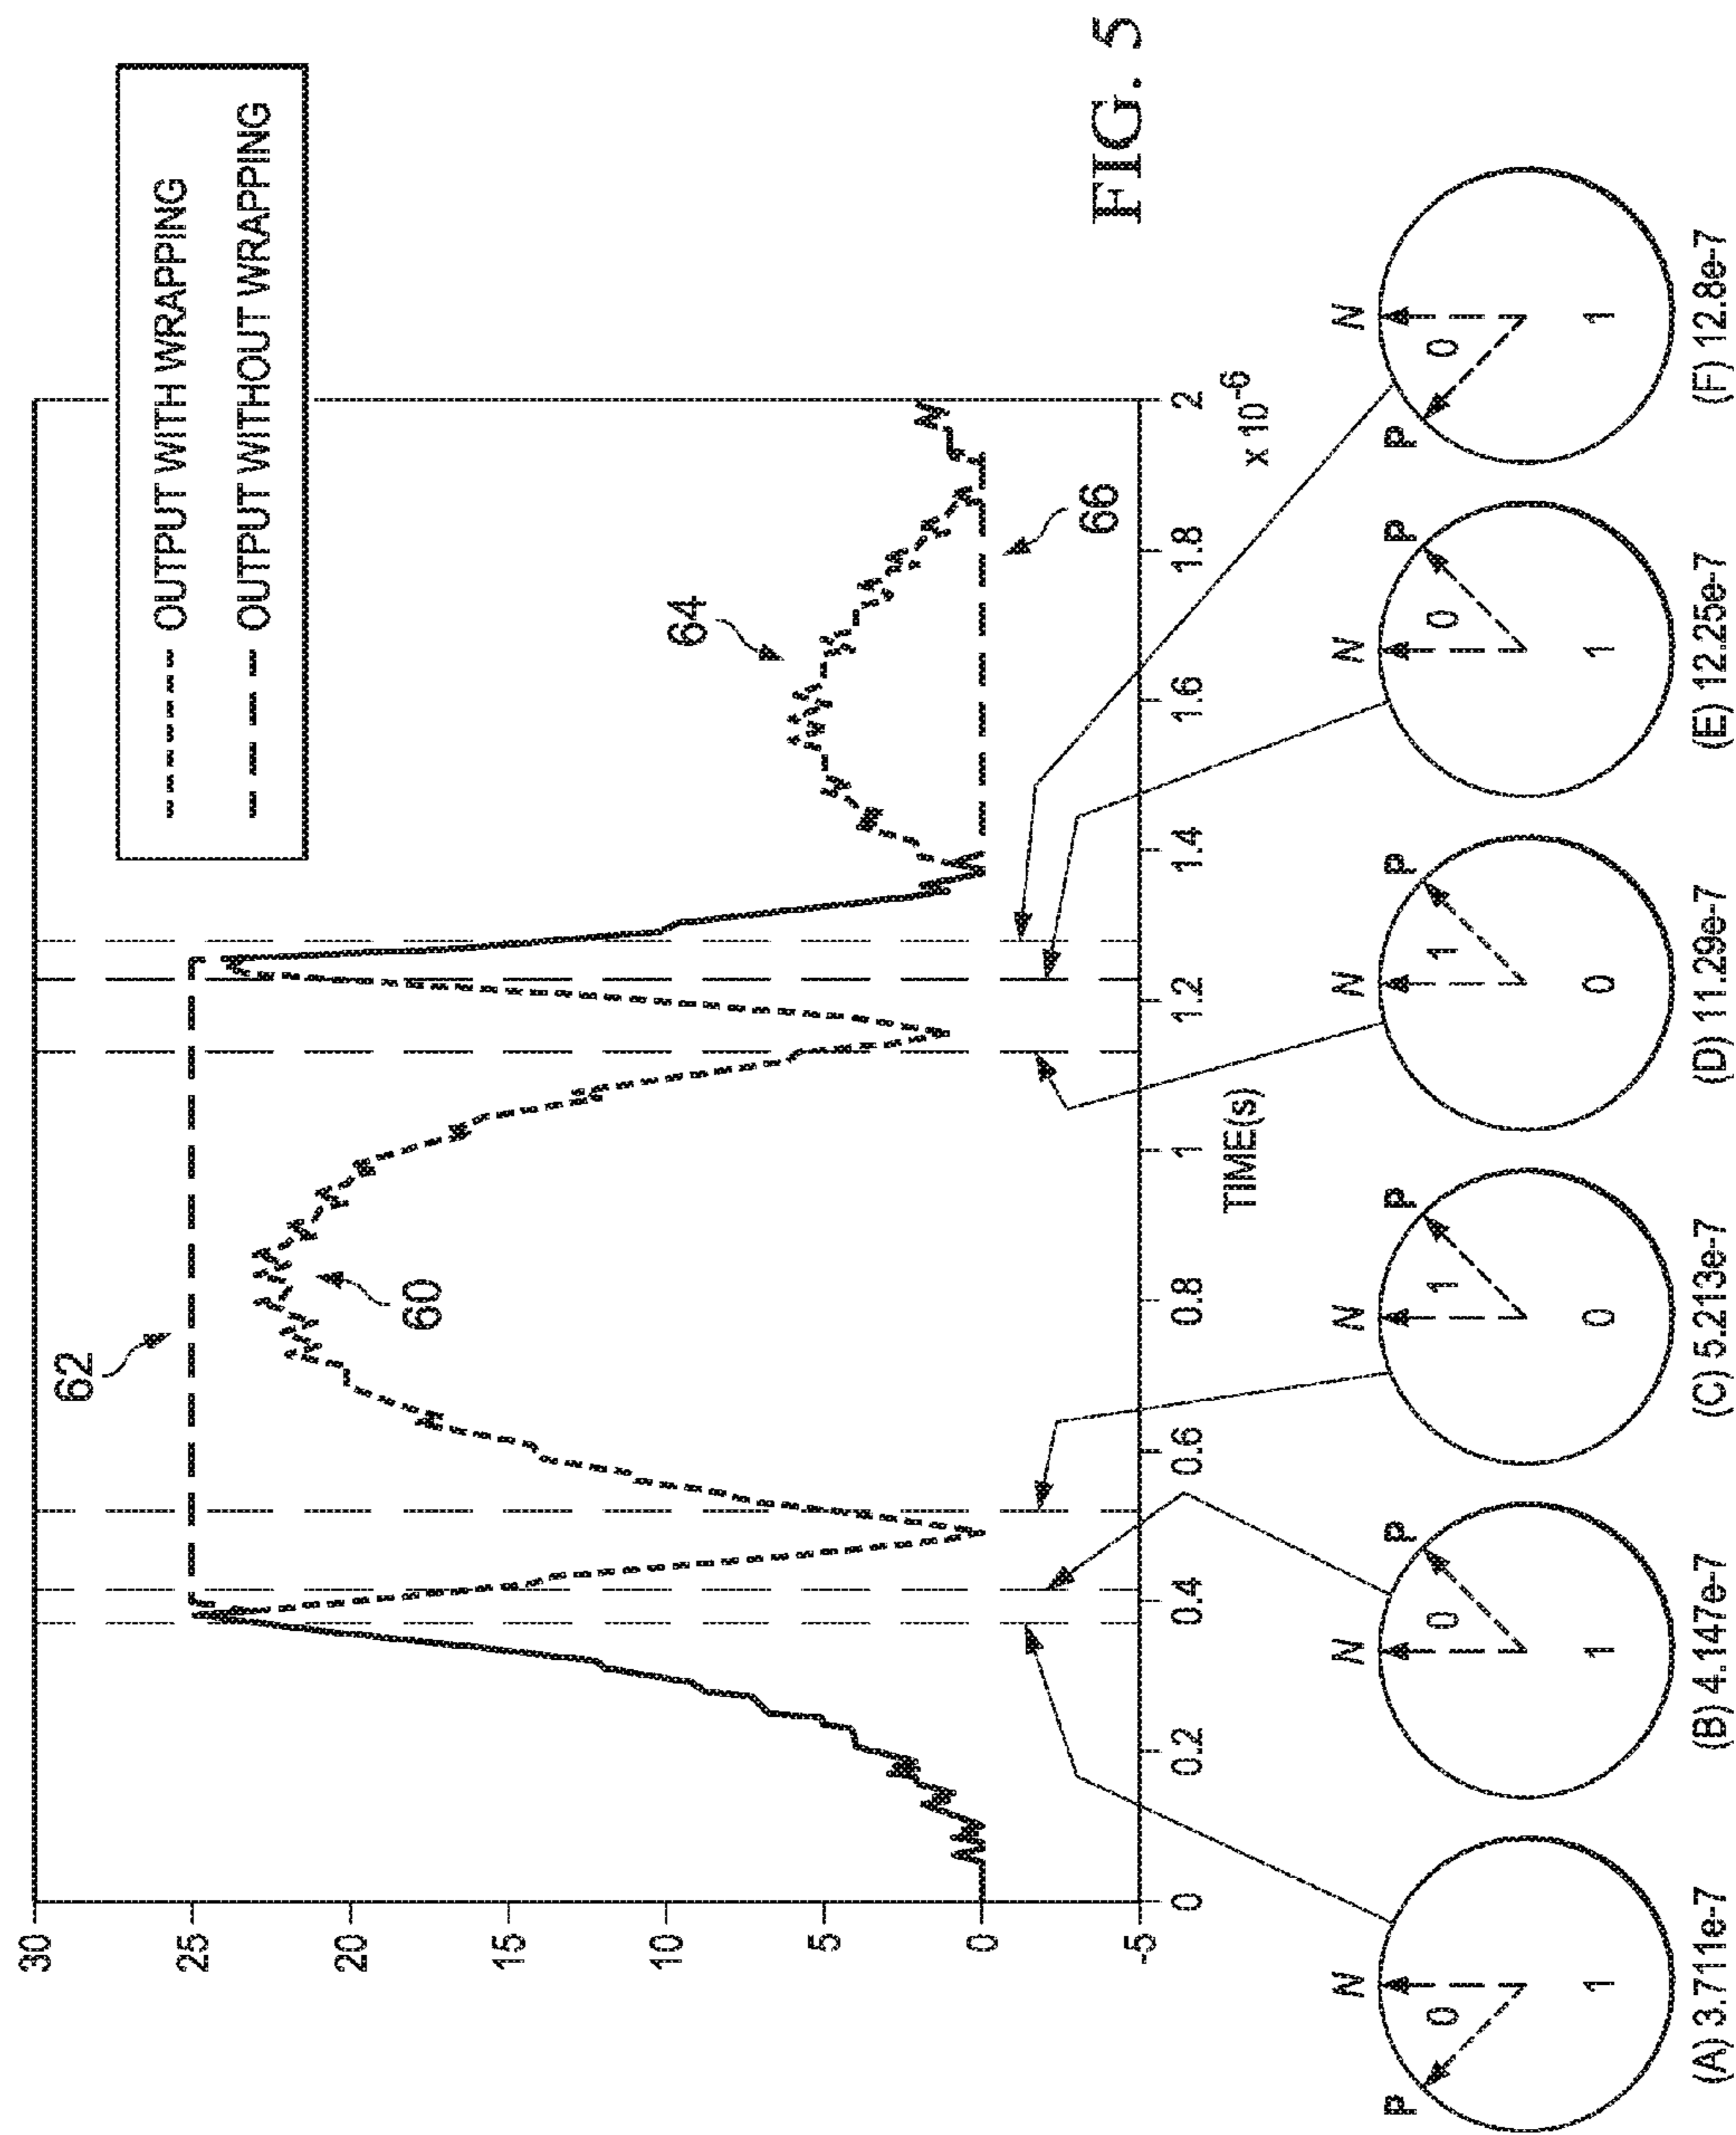 OUTPUT WITH WRAPPING
OUTPUT WITHOUT WRAPPING
30
25
20
15
10
5
0
-5
62
60
64
66
0
0.2
0.4
0.6
0.8
1
1.2
1.4
1.6
1.8
2
x 10-6
TIME(s)
FIG. 5
P
N
0
1
(A) 3.711e-7
N
P
0
1
(B) 4.147e-7
N
P
1
0
(C) 5.213e-7
N
P
1
0
(D) 11.29e-7
N
P
0
1
(E) 12.25e-7
P
N
0
1
(F) 12.8e-7